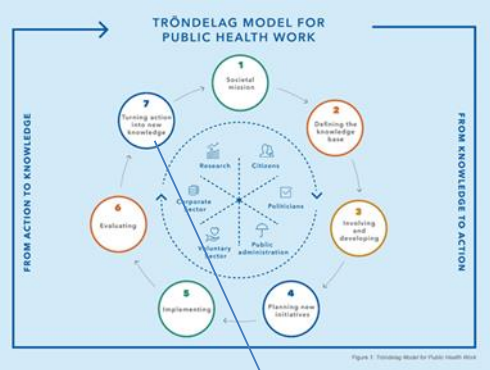 TRÖNDELAG MODEL FOR
PUBLIC HEALTH WORK
1
Societal
mission
2
Defining the
knowledge
base
3
Involving
and
developing
4
Planning new
initiatives
5
Implementing
6
Evaluating
7
Turning action
into new
knowledge
Research
Citizens
Corporate
Sector
Politicians
Voluntary
Sector
Public
administration
FROM ACTION TO KNOWLEDGE
FROM KNOWLEDGE TO ACTION
Figure 1: Tröndelag Model for Public Health Work